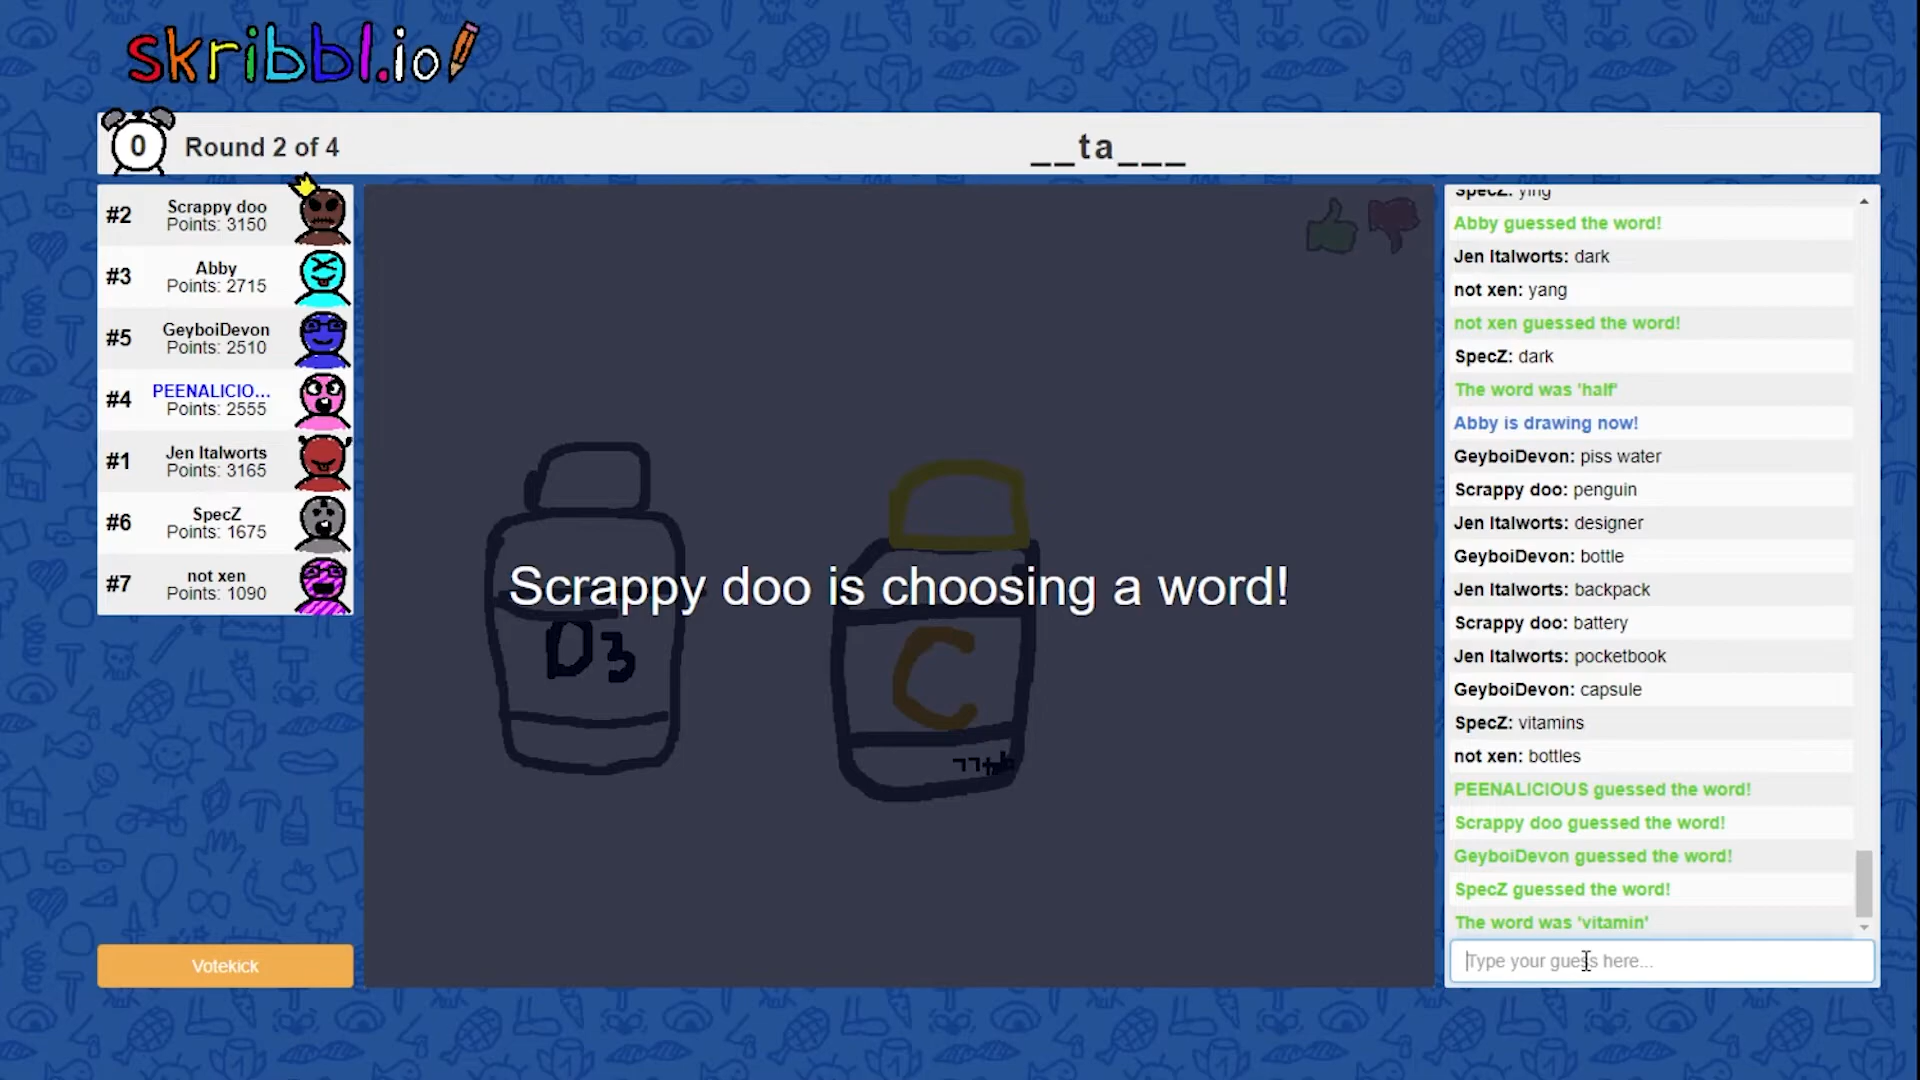 skribbl.io
0
Round 2 of 4
__ta___
#2
Scrappy doo
Points: 3150
#3
Abby
Points: 2715
#5
GeyboiDevon
Points: 2510
#4
PEENALICIO...
Points: 2555
#1
Jen Italworts
Points: 3165
#6
SpecZ
Points: 1675
#7
not xen
Points: 1090
Votekick
Scrappy doo is choosing a word!
D3
C
SpecZ: ying
Abby guessed the word!
Jen Italworts: dark
not xen: yang
not xen guessed the word!
SpecZ: dark
The word was 'half'
Abby is drawing now!
GeyboiDevon: piss water
Scrappy doo: penguin
Jen Italworts: designer
GeyboiDevon: bottle
Jen Italworts: backpack
Scrappy doo: battery
Jen Italworts: pocketbook
GeyboiDevon: capsule
SpecZ: vitamins
not xen: bottles
PEENALICIOUS guessed the word!
Scrappy doo guessed the word!
GeyboiDevon guessed the word!
SpecZ guessed the word!
The word was 'vitamin'
Type your guess here...